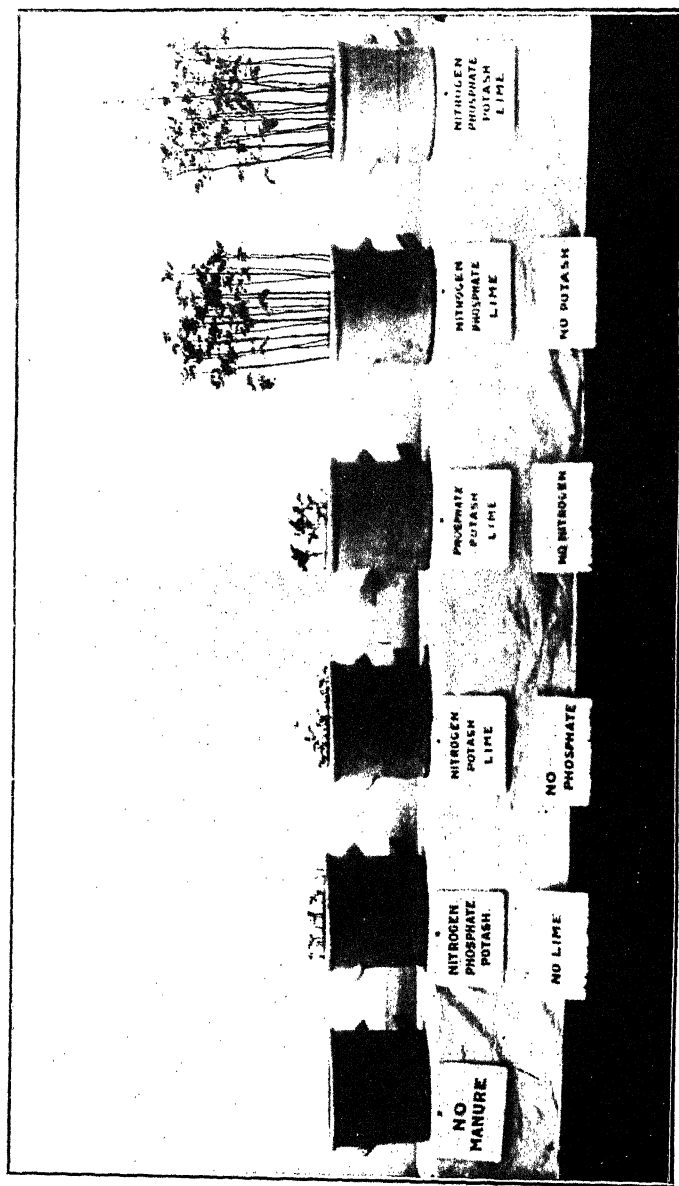 NO
MANURE
NITROGEN
PHOSPHATE
POTASH.
NO LIME
NITROGEN
POTASH
LIME
NO
PHOSPHATE
PHOSPHATE
POTASH
LIME
NO NITROGEN
NITROGEN
PHOSPHATE
LIME
NO POTASH
NITROGEN
PHOSPHATE
POTASH
LIME